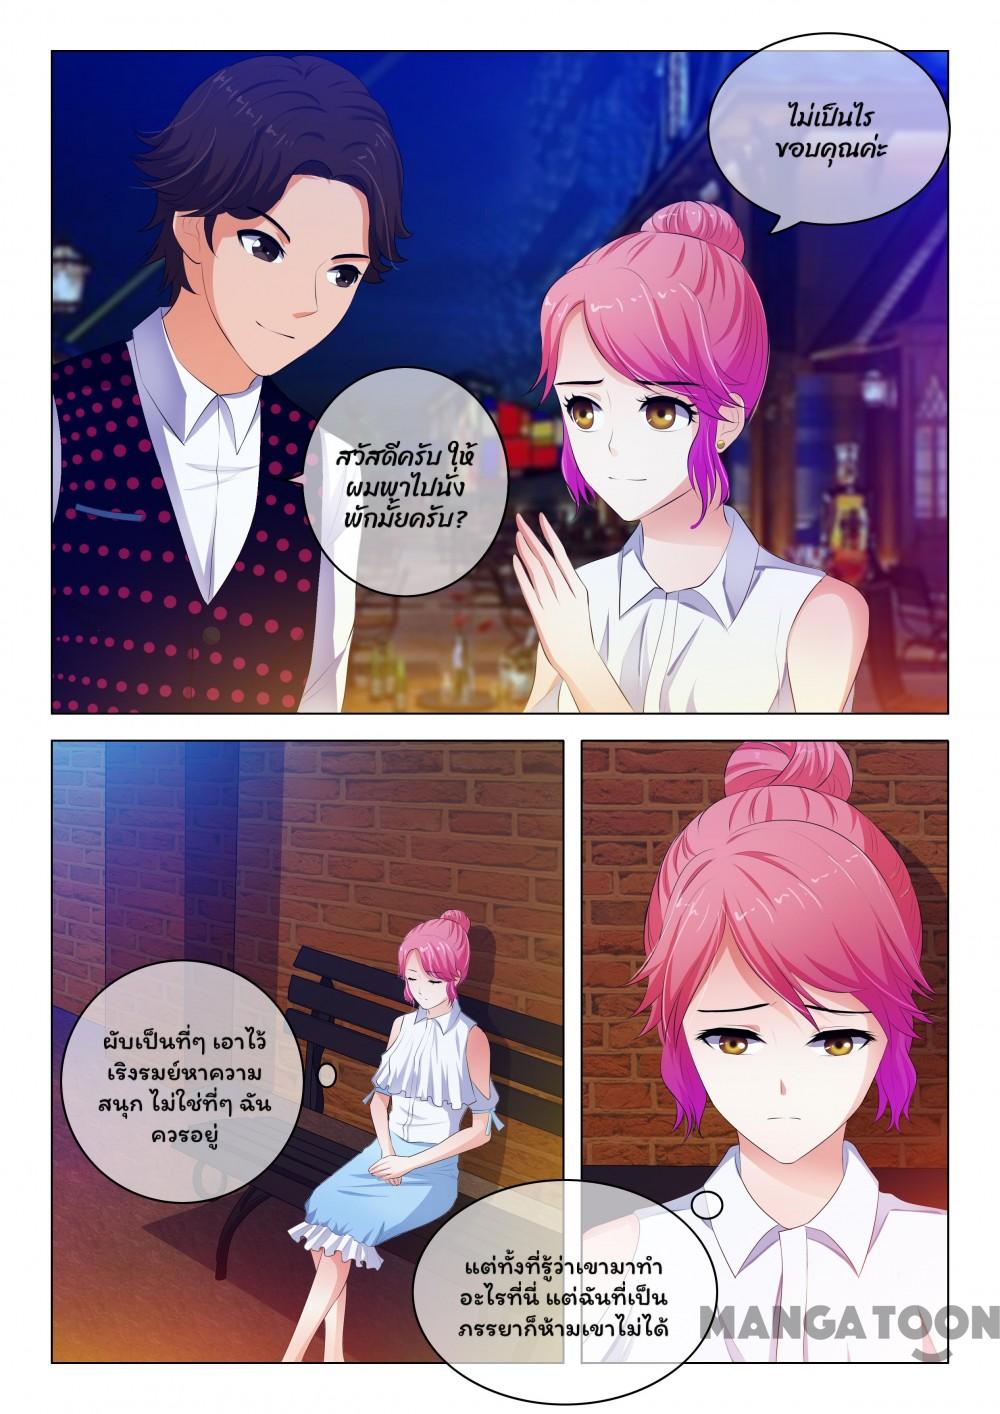 ไม่เป็นไร
ขอบคุณค่ะ
สวัสดีครับ ให้
ผมพาไปนั่ง
พักมั้ยครับ?
ผับเป็นที่ๆ เอาไว้
เริงรมย์หาความ
สนุก ไม่ใช่ที่ๆ ฉัน
ควรอยู่
แต่ทั้งที่รู้ว่าเขามาทำ
อะไรที่นี่ แต่ฉันที่เป็น
ภรรยาก็ห้ามเขาไม่ได้
MANGATOON